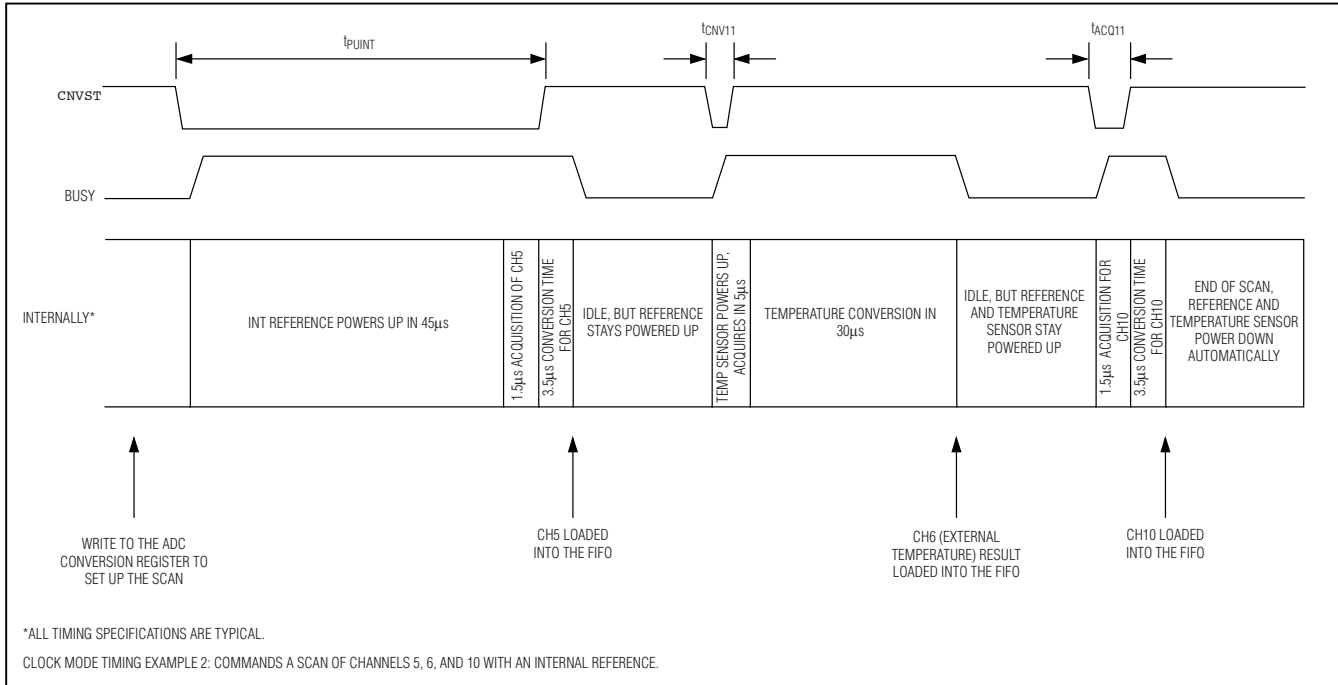 tPUINT
tCNV11
tACQ11
CNVST
BUSY
INTERNALLY*
INT REFERENCE POWERS UP IN 45µs
1.5µs ACQUISITION OF CH5
3.5µs CONVERSION TIME
FOR CH5
IDLE, BUT REFERENCE
STAYS POWERED UP
TEMP SENSOR POWERS UP,
ACQUIRES IN 5µs
TEMPERATURE CONVERSION IN
30µs
IDLE, BUT REFERENCE
AND TEMPERATURE
SENSOR STAY
POWERED UP
1.5µs ACQUISITION FOR
CH10
3.5µs CONVERSION TIME
FOR CH10
END OF SCAN,
REFERENCE AND
TEMPERATURE SENSOR
POWER DOWN
AUTOMATICALLY
WRITE TO THE ADC
CONVERSION REGISTER TO
SET UP THE SCAN
CH5 LOADED
INTO THE FIFO
CH6 (EXTERNAL
TEMPERATURE) RESULT
LOADED INTO THE FIFO
CH10 LOADED
INTO THE FIFO
*ALL TIMING SPECIFICATIONS ARE TYPICAL.
CLOCK MODE TIMING EXAMPLE 2: COMMANDS A SCAN OF CHANNELS 5, 6, AND 10 WITH AN INTERNAL REFERENCE.